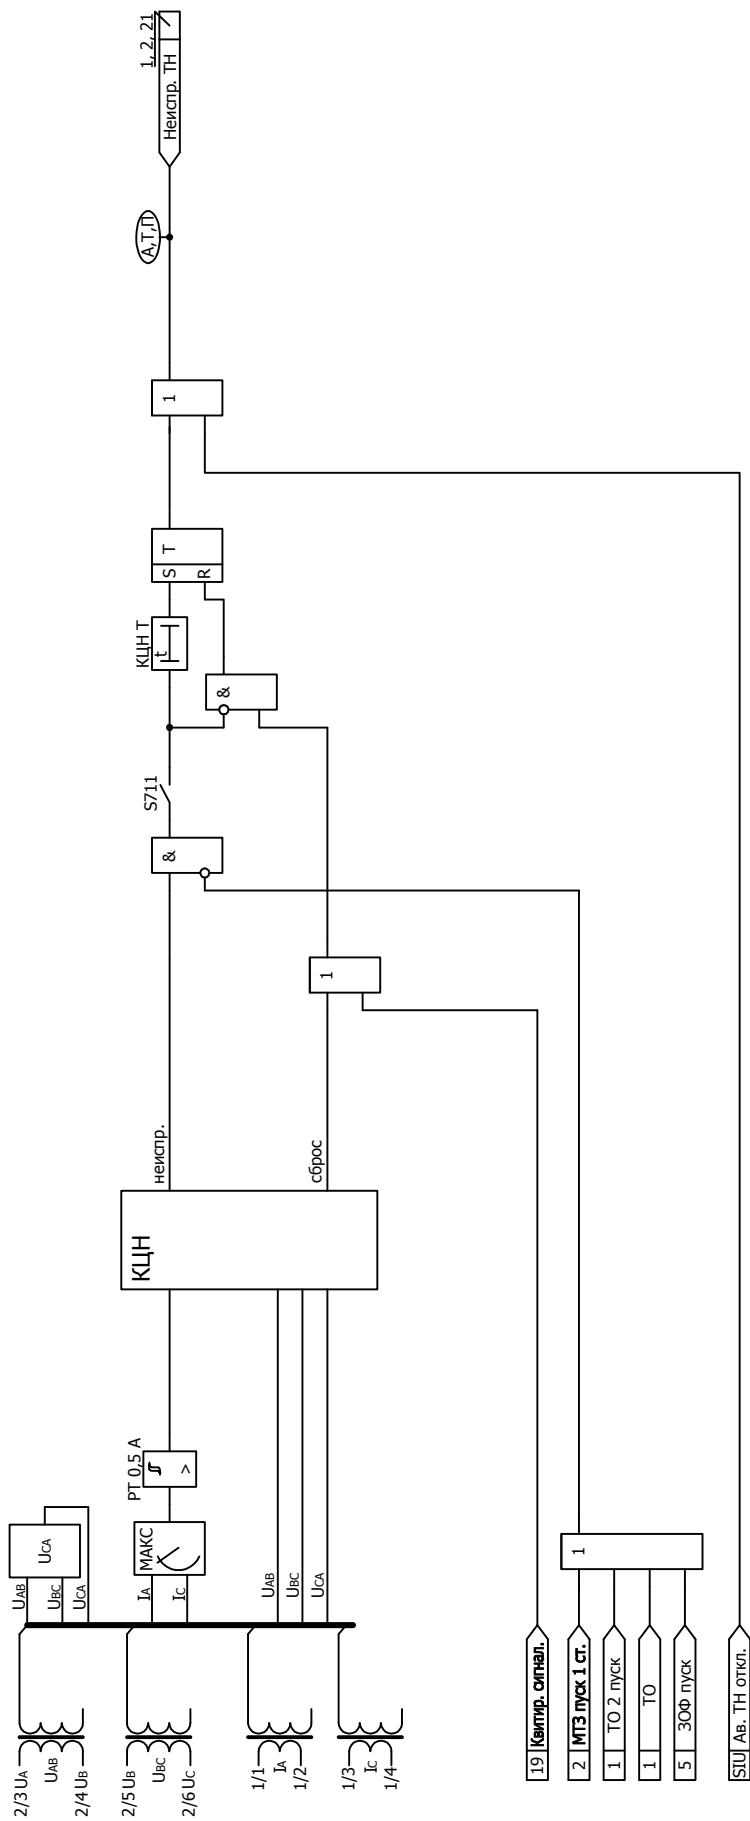 2/3 UA
UAB
2/4 UB
2/5 UB
UBC
2/6 UC
1/1
IA
1/2
1/3
IC
1/4
UAB
UBC
UCA
UCA
IA
IC
МАКС
РТ 0,5 А
>
UAB
UBC
UCA
КЦН
неиспр.
сброс
1
&
S711
&
КЦН Т
t
S
R
T
1
А,Т,П
Неиспр. ТН
1, 2, 21
19 Квитир. сигнал.
2 МТЗ пуск 1 ст.
1 ТО 2 пуск
1 ТО
5 ЗОФ пуск
1
SIU Ав. ТН откл.